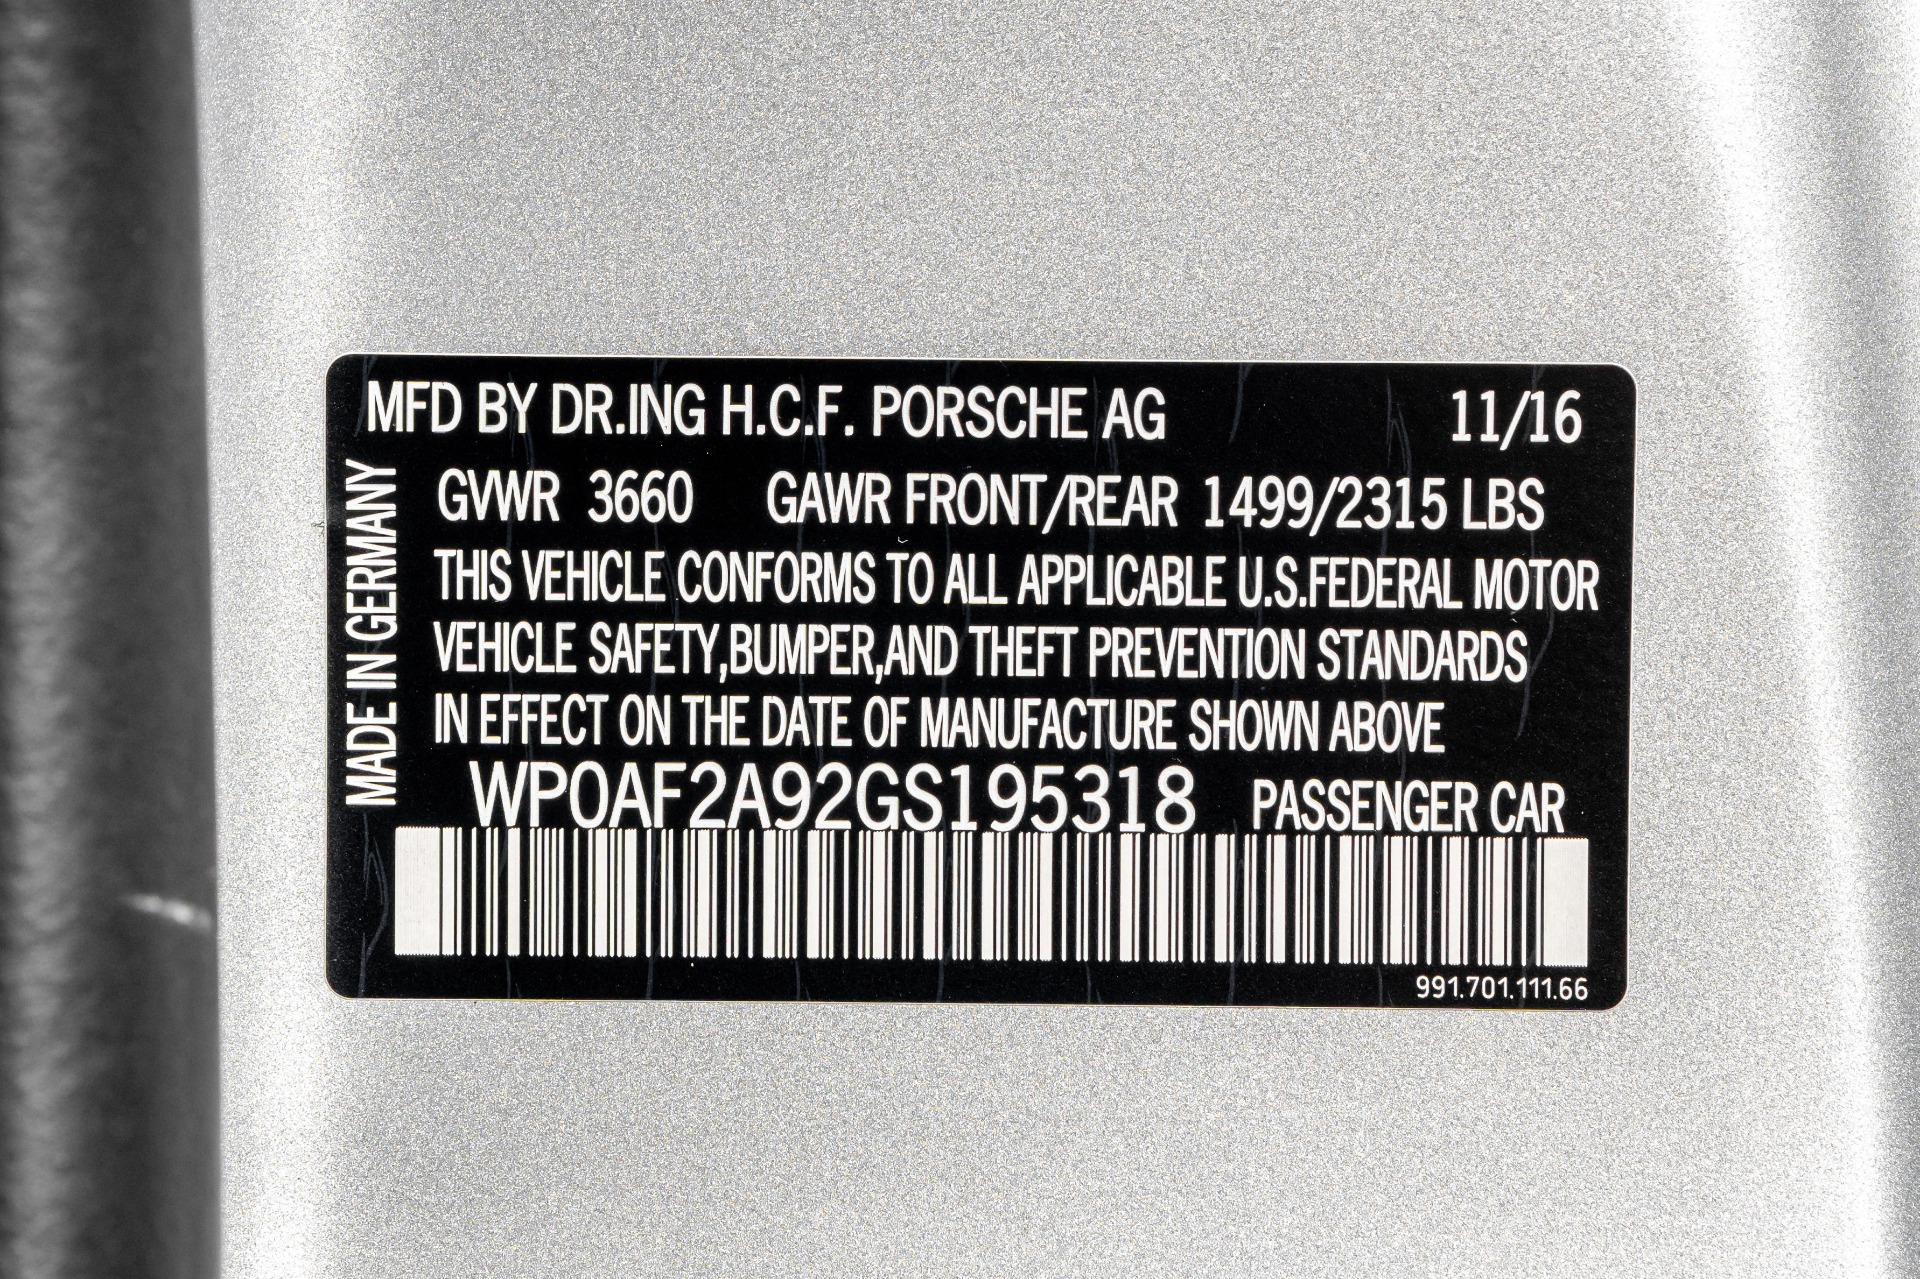 MFD BY DR.ING H.C.F. PORSCHE AG 11/16
GVWR 3660 GAWR FRONT/REAR 1499/2315 LBS
THIS VEHICLE CONFORMS TO ALL APPLICABLE U.S.FEDERAL MOTOR
VEHICLE SAFETY,BUMPER,AND THEFT PREVENTION STANDARDS
IN EFFECT ON THE DATE OF MANUFACTURE SHOWN ABOVE
WP0AF2A92GS195318 PASSENGER CAR
991.701.111.66
MADE IN GERMANY